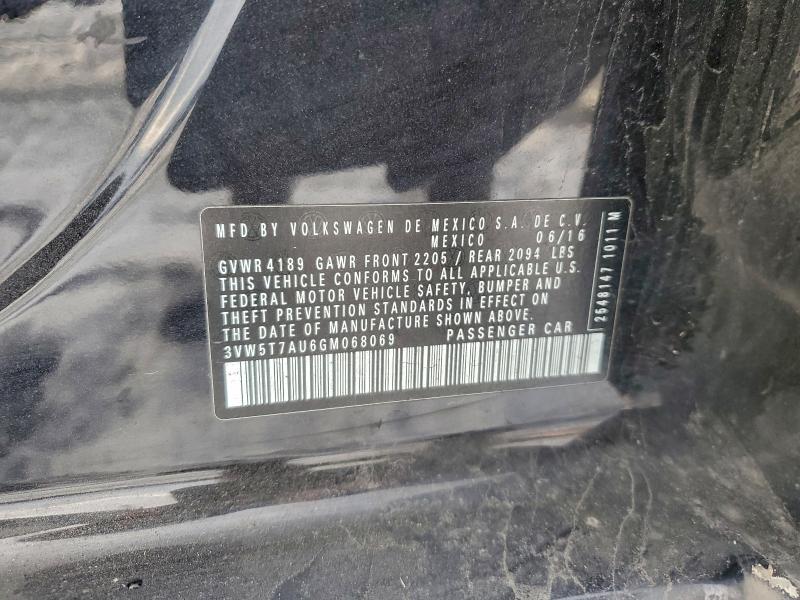 MFD BY VOLKSWAGEN DE MEXICO S.A. DE C.V.
MEXICO 06/16
GVWR 4189 GAWR FRONT 2205 / REAR 2094 LBS
THIS VEHICLE CONFORMS TO ALL APPLICABLE U.S.
FEDERAL MOTOR VEHICLE SAFETY, BUMPER AND
THEFT PREVENTION STANDARDS IN EFFECT ON
THE DATE OF MANUFACTURE SHOWN ABOVE.
3VW5T7AU6GM068069 PASSENGER CAR
2548147 1011 M